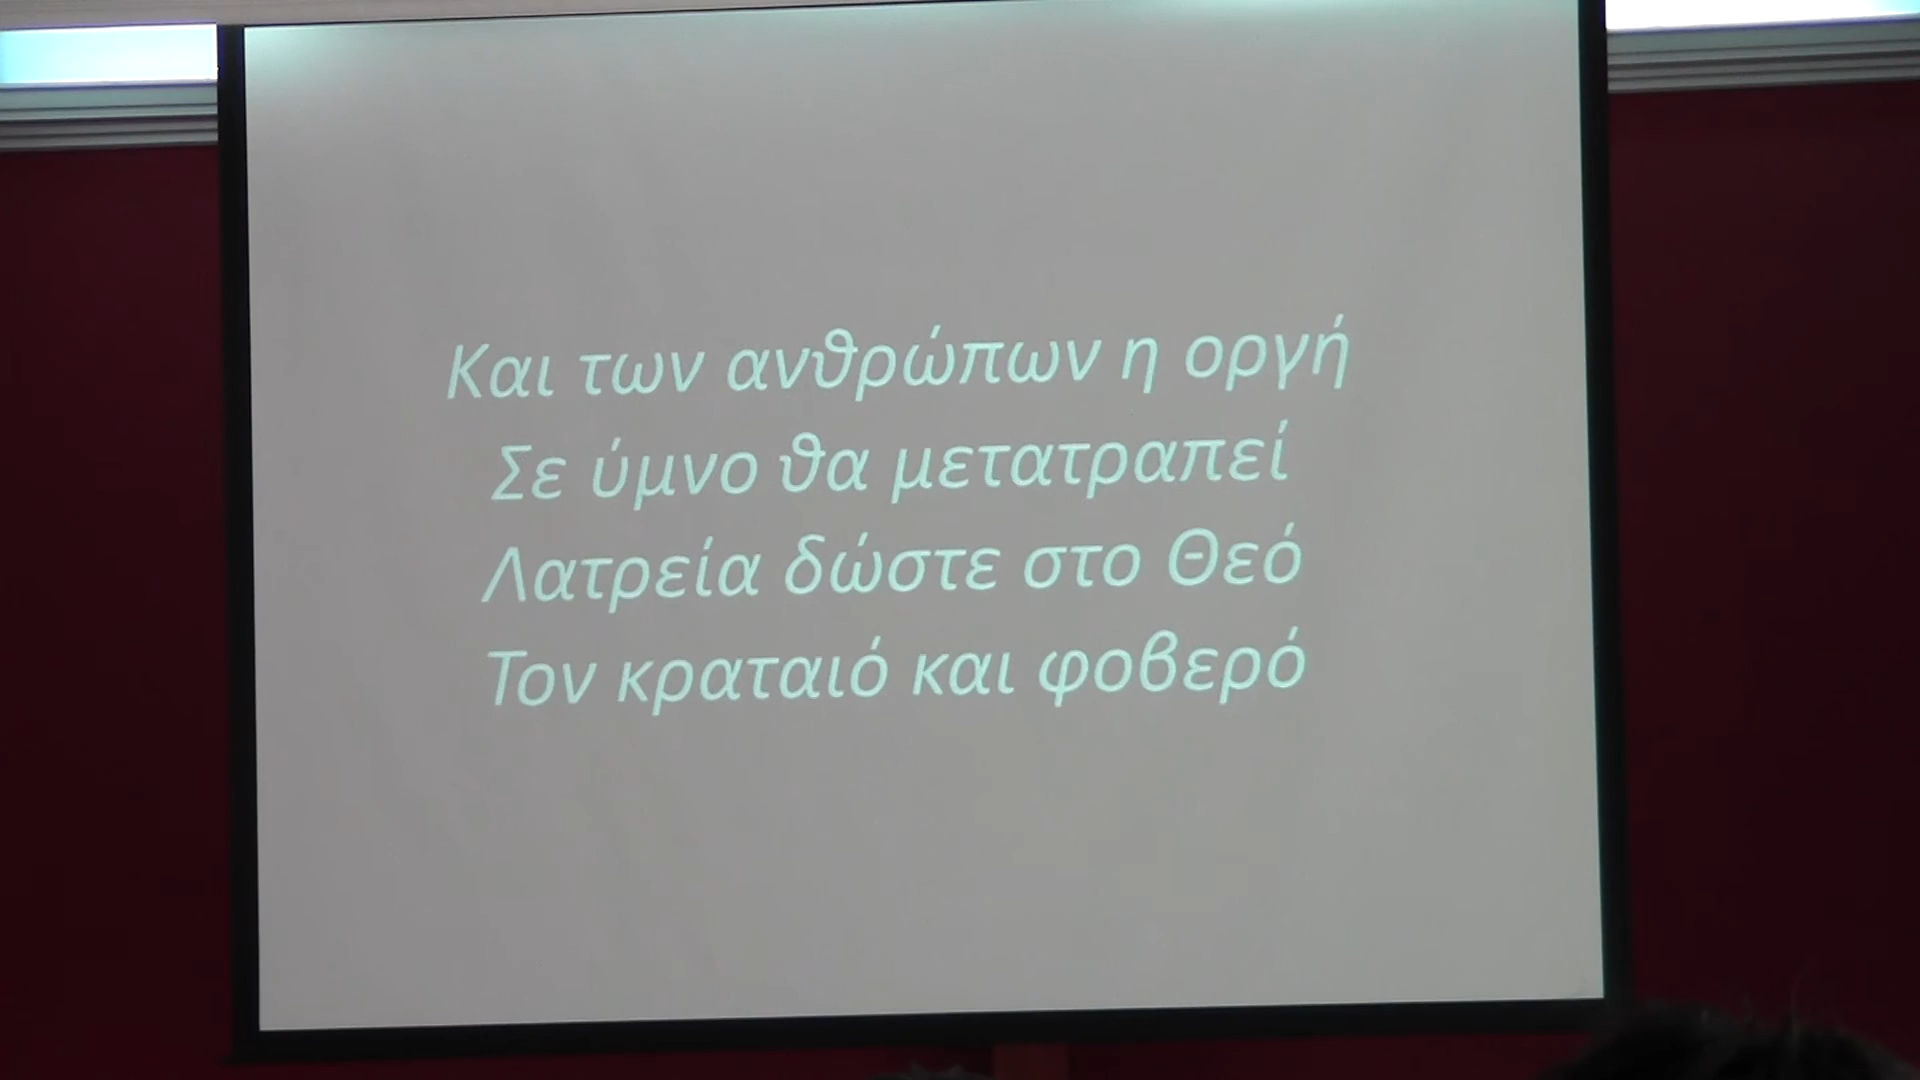 Και των ανθρώπων η οργή
Σε ύμνο θα μετατραπεί
Λατρεία δώστε στο Θεό
Τον κραταιό και φοβερό